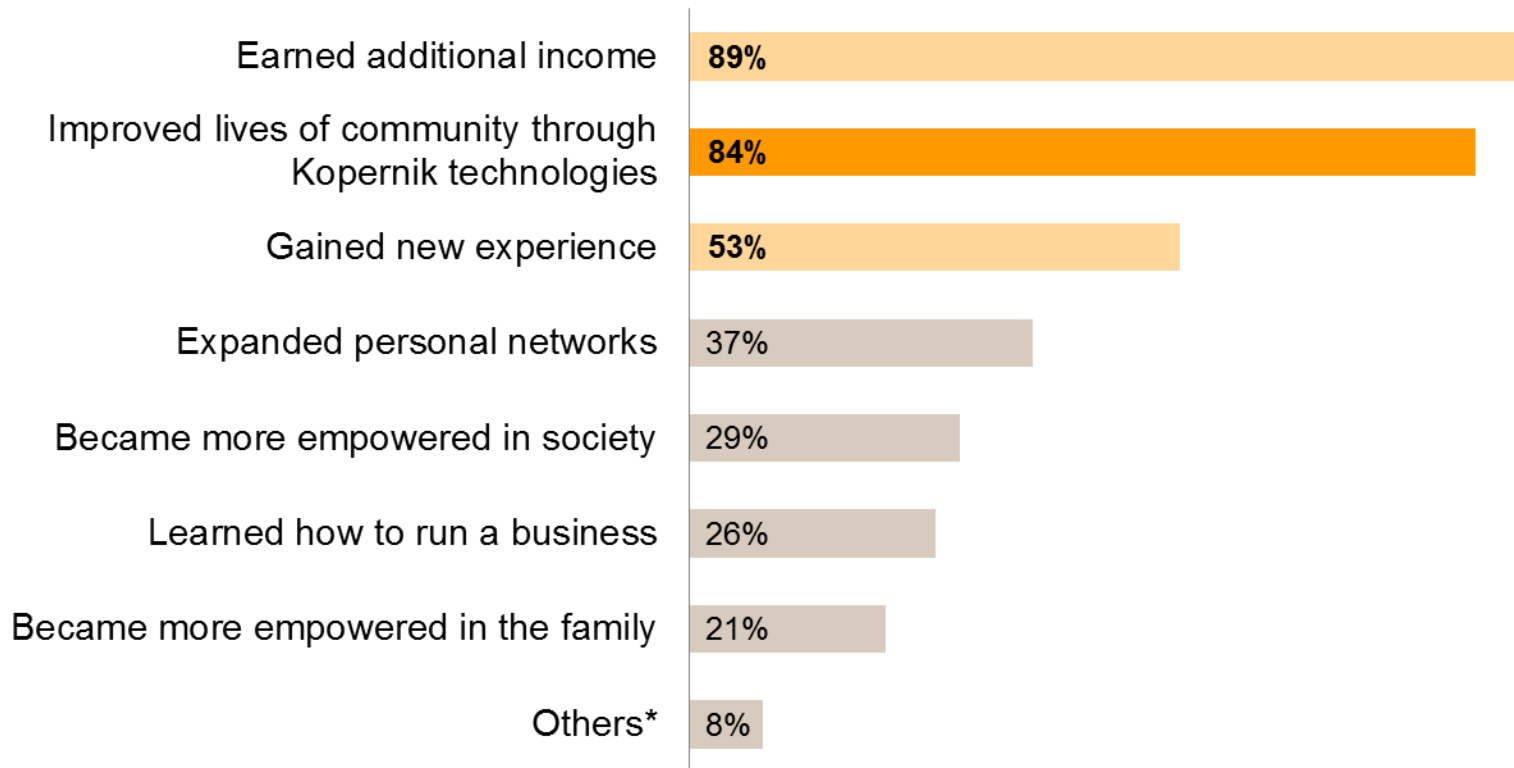 Earned additional income 89%
Improved lives of community through
Kopernik technologies 84%
Gained new experience 53%
Expanded personal networks 37%
Became more empowered in society 29%
Learned how to run a business 26%
Became more empowered in the family 21%
Others* 8%